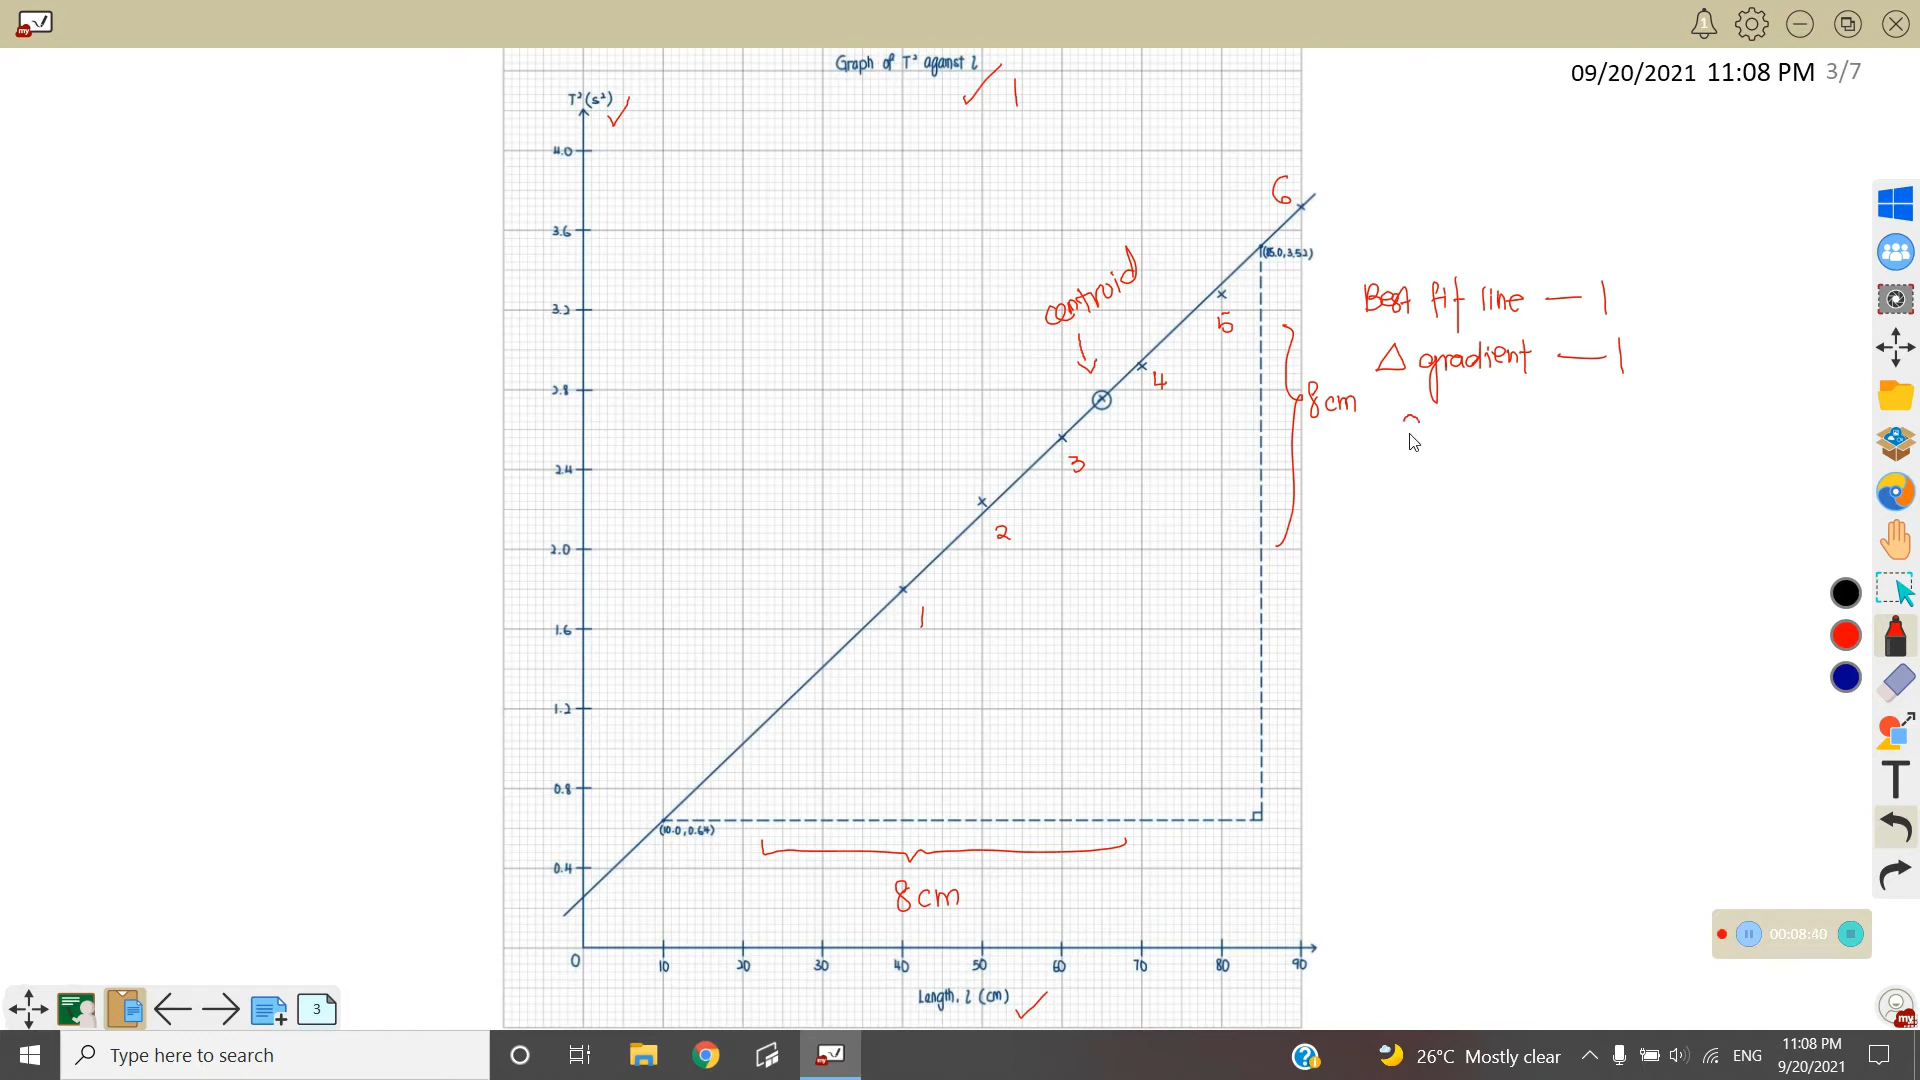 1
09/20/2021 11:08 PM 3/7
Graph of T² against l
1
T² (s²)
4.0
6
3.6
(85.0, 3.52)
centroid
Best fit line — 1
3.2
5
△ gradient — 1
4
2.8
8cm
3
2.4
2
2.0
1
1.6
1.2
0.8
(10.0, 0.64)
0.4
8cm
00:08:40
0 10 20 30 40 50 60 70 80 90
Length, l (cm)
3
T
my
my
Type here to search
26°C Mostly clear
ENG
11:08 PM
9/20/2021